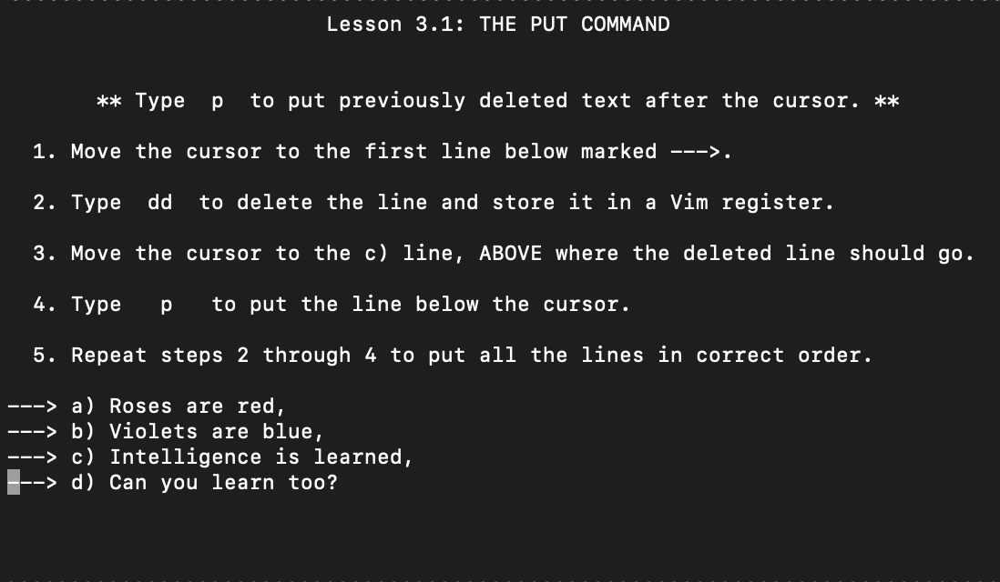 Lesson 3.1: THE PUT COMMAND
** Type  p  to put previously deleted text after the cursor. **
1. Move the cursor to the first line below marked --->.
2. Type  dd  to delete the line and store it in a Vim register.
3. Move the cursor to the c) line, ABOVE where the deleted line should go.
4. Type   p   to put the line below the cursor.
5. Repeat steps 2 through 4 to put all the lines in correct order.
---> a) Roses are red,
---> b) Violets are blue,
---> c) Intelligence is learned,
---> d) Can you learn too?